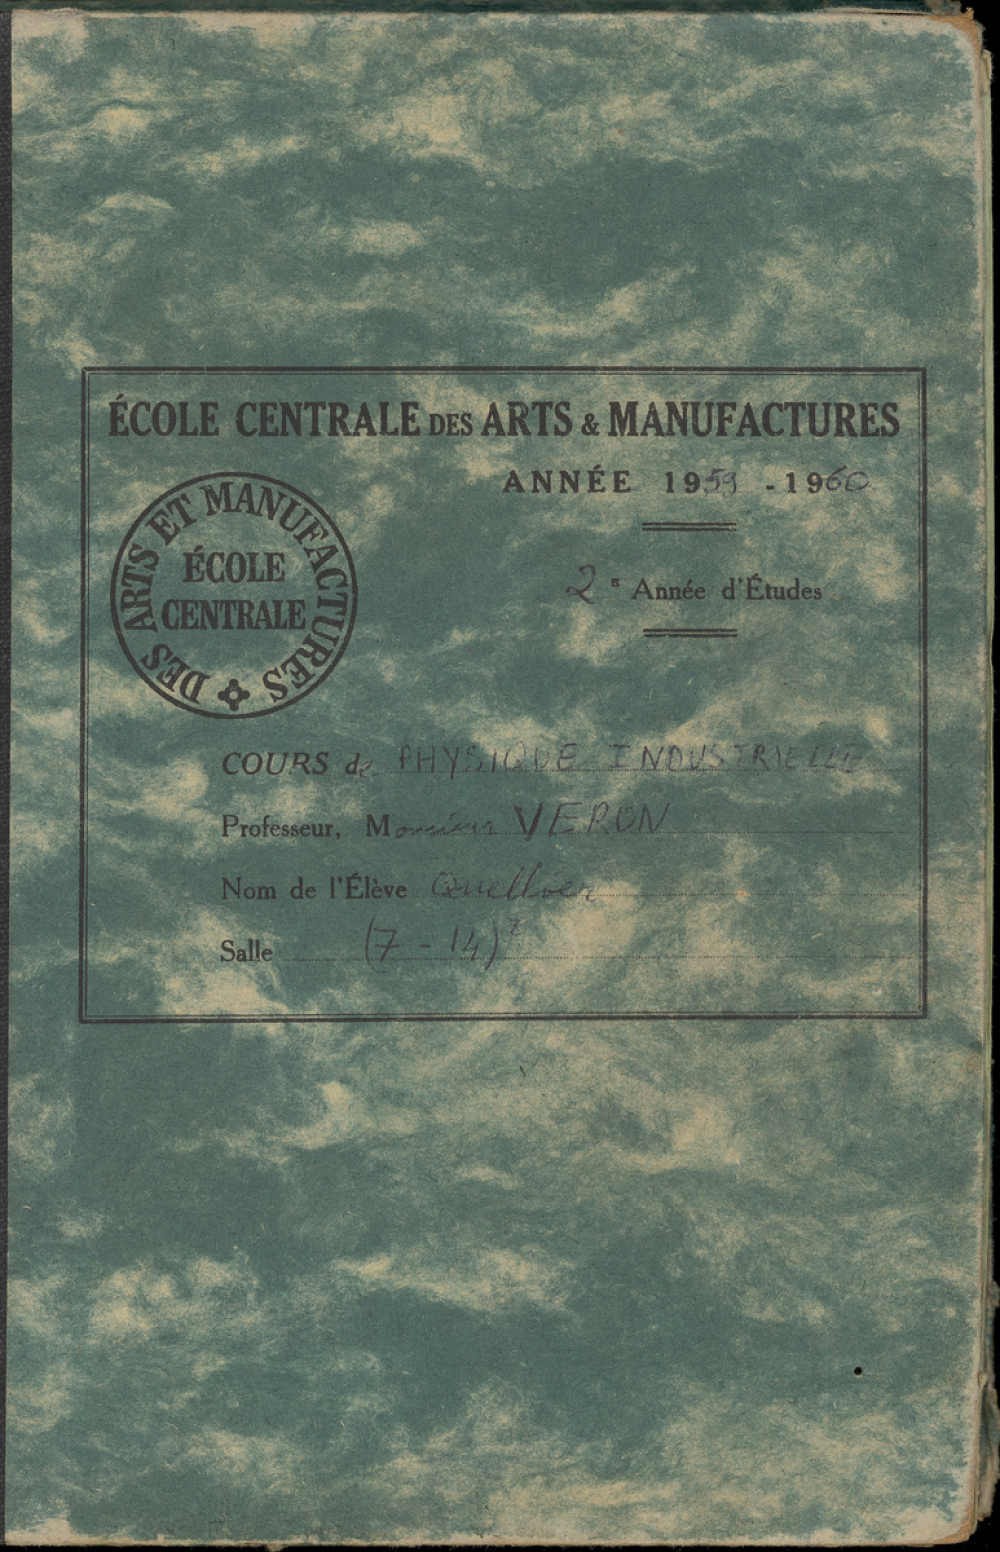 ÉCOLE CENTRALE DES ARTS & MANUFACTURES
ANNÉE 1959 - 1960
DES ARTS ET MANUFACTURES
ÉCOLE
CENTRALE
2e Année d'Études
COURS de PHYSIQUE INDUSTRIELLE
Professeur, Monsieur VERON
Nom de l'Élève
Salle (7 - 14)